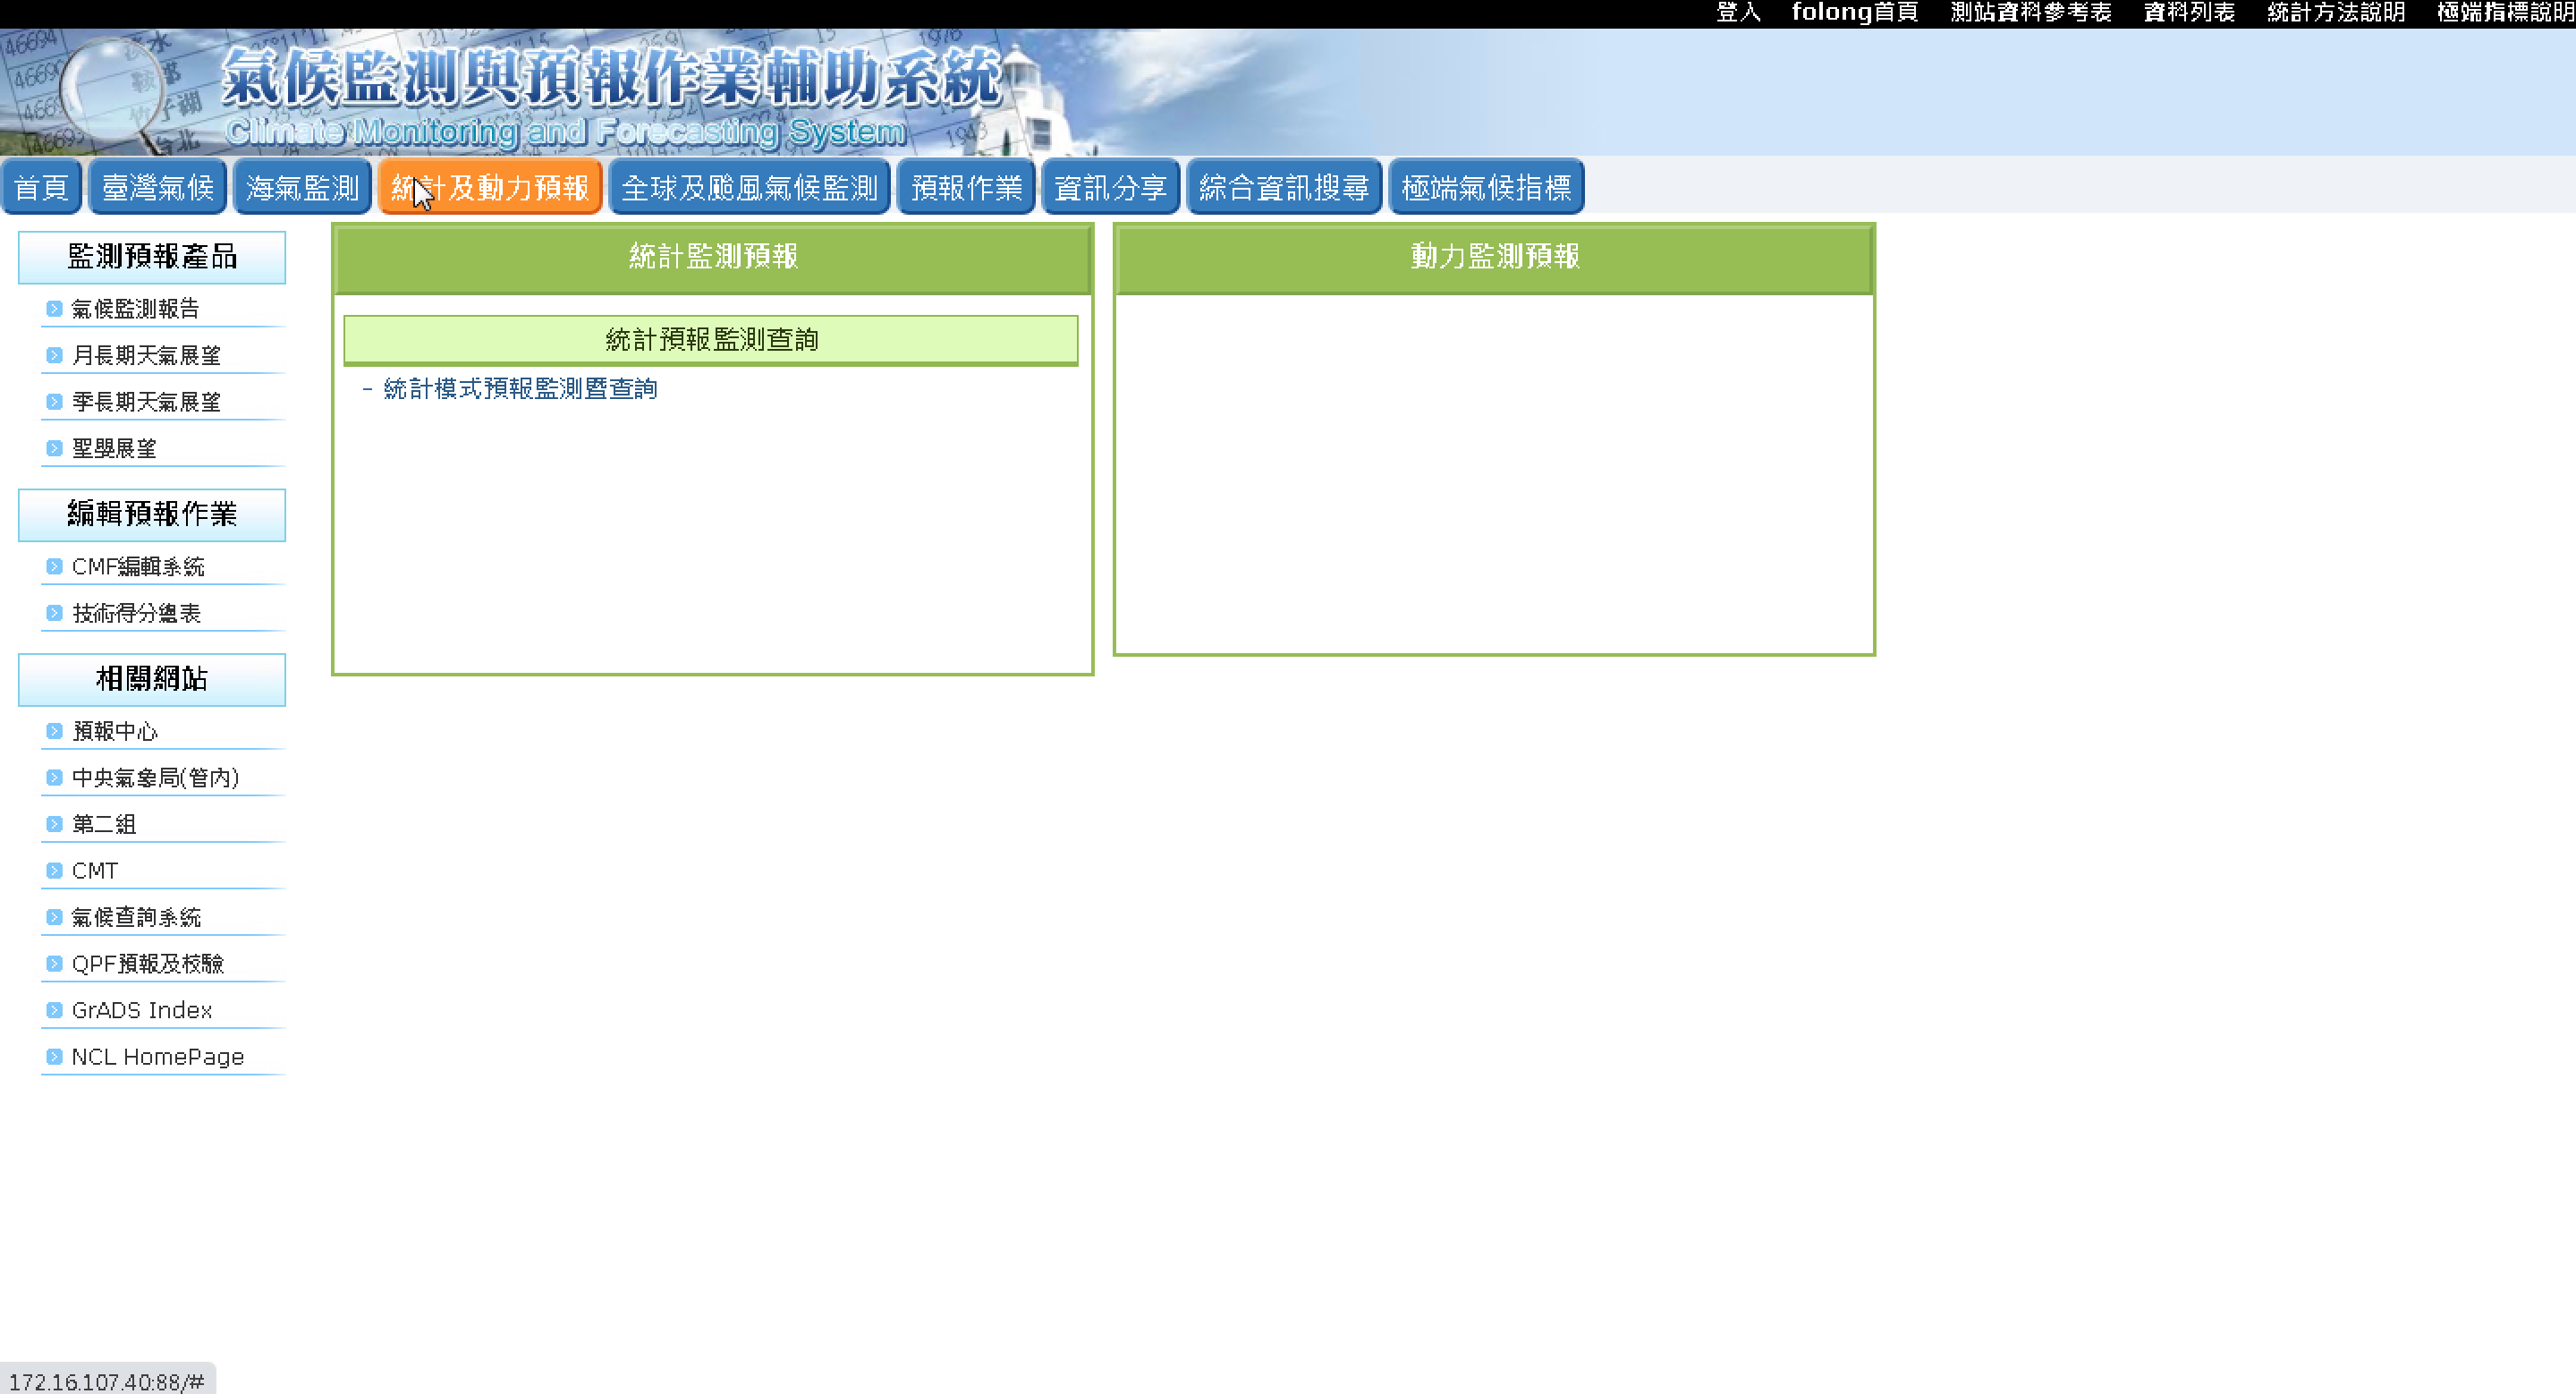 登入 folong首頁 測站資料參考表 資料列表 統計方法說明 極端指標說明
氣候監測與預報作業輔助系統
Climate Monitoring and Forecasting System
首頁 臺灣氣候 海氣監測 統計及動力預報 全球及颱風氣候監測 預報作業 資訊分享 綜合資訊搜尋 極端氣候指標
監測預報產品
氣候監測報告
月長期天氣展望
季長期天氣展望
聖嬰展望
編輯預報作業
CMF編輯系統
技術得分總表
相關網站
預報中心
中央氣象局(管內)
第二組
CMT
氣候查詢系統
QPF預報及校驗
GrADS Index
NCL HomePage
統計監測預報
統計預報監測查詢
- 統計模式預報監測暨查詢
動力監測預報
172.16.107.40:88/#